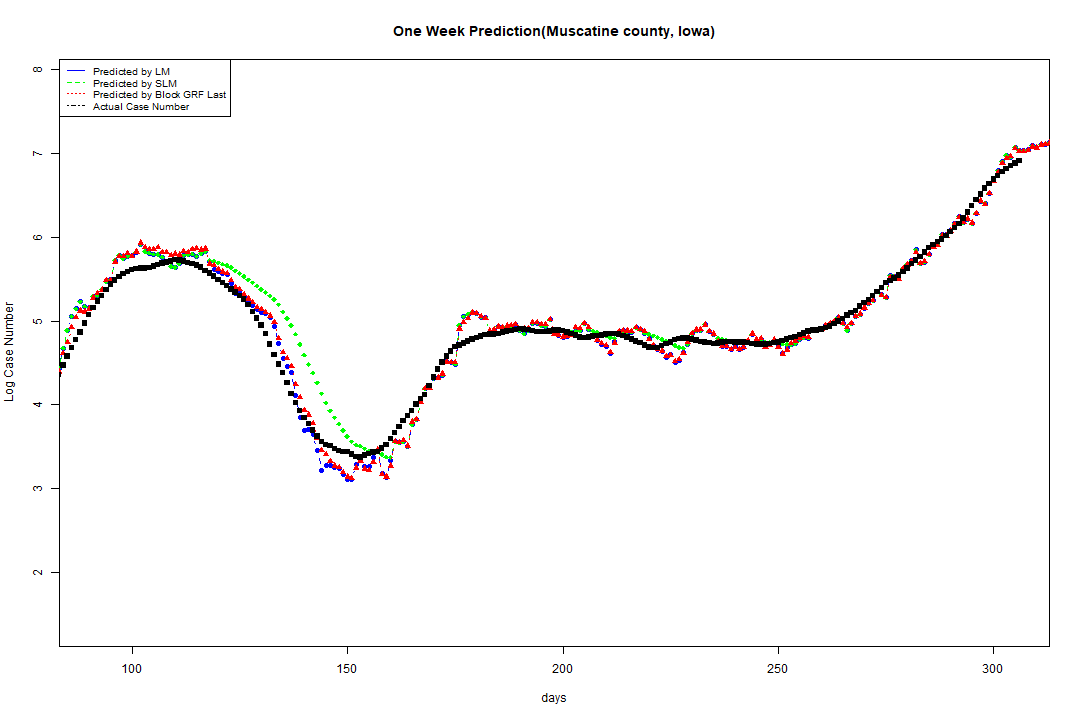 One Week Prediction(Muscatine county, Iowa)
Predicted by LM
Predicted by SLM
Predicted by Block GRF Last
Actual Case Number
8
7
6
5
4
3
2
Log Case Number
100 150 200 250 300
days